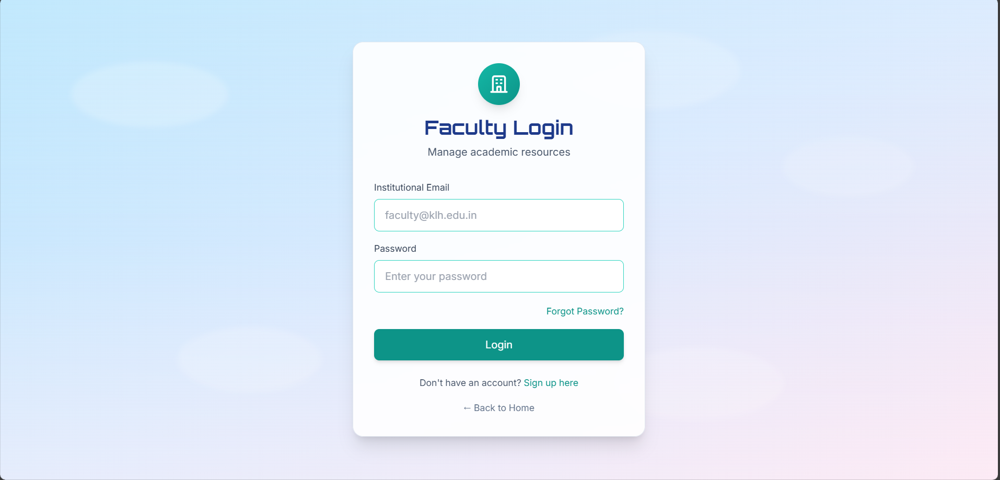 Faculty Login
Manage academic resources
Institutional Email
faculty@klh.edu.in
Password
Enter your password
Forgot Password?
Login
Don't have an account? Sign up here
← Back to Home